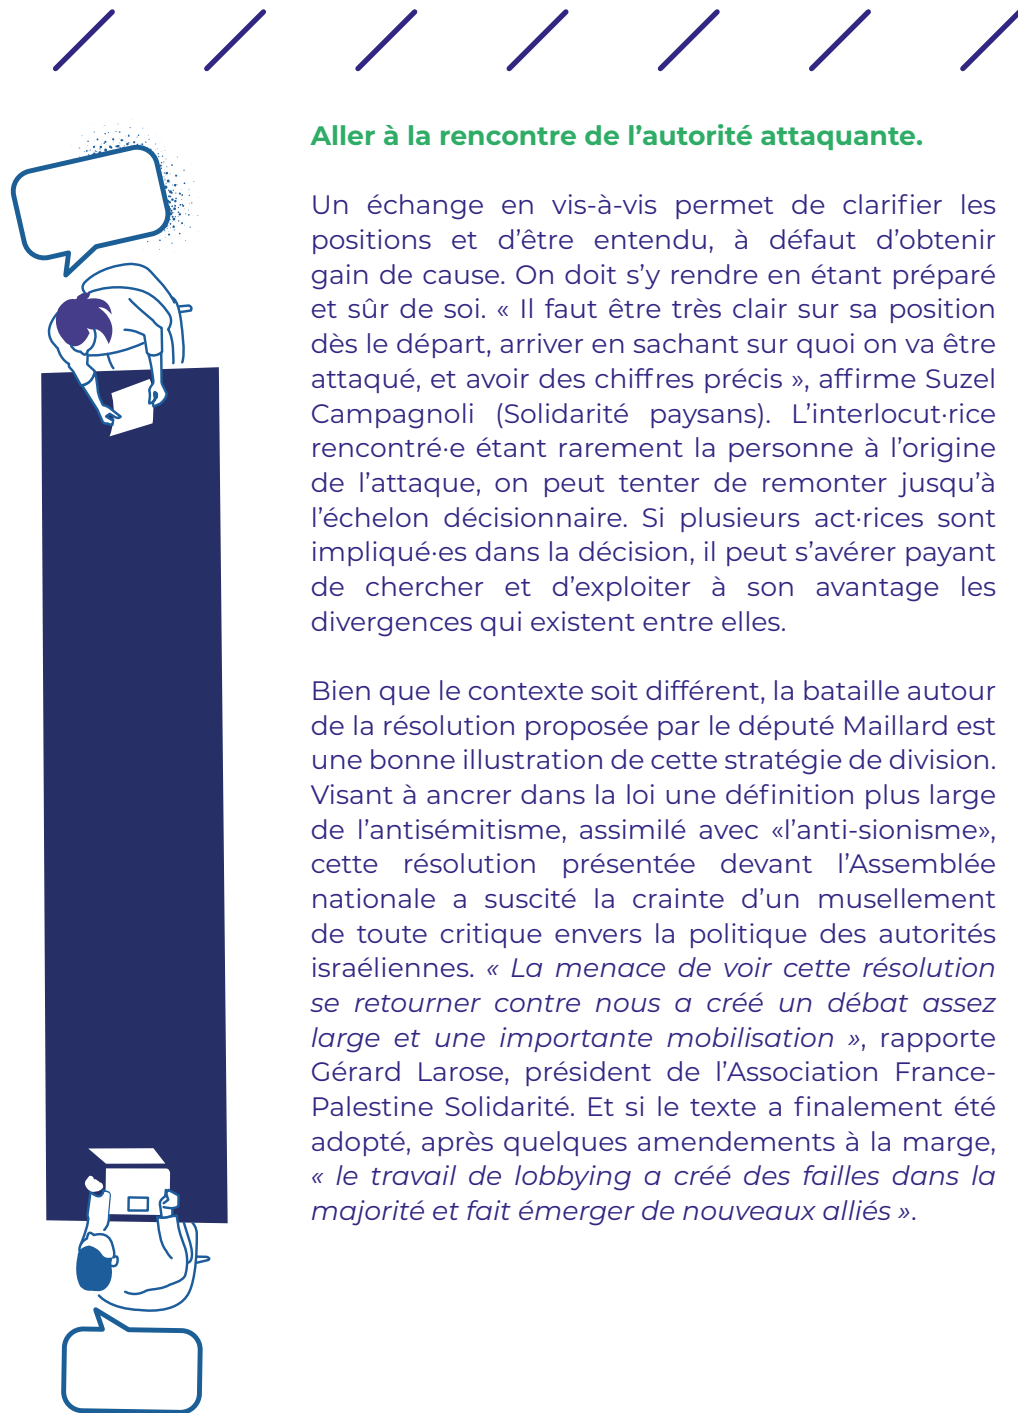 Aller à la rencontre de l’autorité attaquante.
Un échange en vis-à-vis permet de clarifier les
positions et d’être entendu, à défaut d’obtenir
gain de cause. On doit s’y rendre en étant préparé
et sûr de soi. « Il faut être très clair sur sa position
dès le départ, arriver en sachant sur quoi on va être
attaqué, et avoir des chiffres précis », affirme Suzel
Campagnoli (Solidarité paysans). L’interlocut·rice
rencontré·e étant rarement la personne à l’origine
de l’attaque, on peut tenter de remonter jusqu’à
l’échelon décisionnaire. Si plusieurs act·rices sont
impliqué·es dans la décision, il peut s’avérer payant
de chercher et d’exploiter à son avantage les
divergences qui existent entre elles.
Bien que le contexte soit différent, la bataille autour
de la résolution proposée par le député Maillard est
une bonne illustration de cette stratégie de division.
Visant à ancrer dans la loi une définition plus large
de l’antisémitisme, assimilé avec «l’anti-sionisme»,
cette résolution présentée devant l’Assemblée
nationale a suscité la crainte d’un musellement
de toute critique envers la politique des autorités
israéliennes. « La menace de voir cette résolution
se retourner contre nous a créé un débat assez
large et une importante mobilisation », rapporte
Gérard Larose, président de l’Association France-
Palestine Solidarité. Et si le texte a finalement été
adopté, après quelques amendements à la marge,
« le travail de lobbying a créé des failles dans la
majorité et fait émerger de nouveaux alliés ».